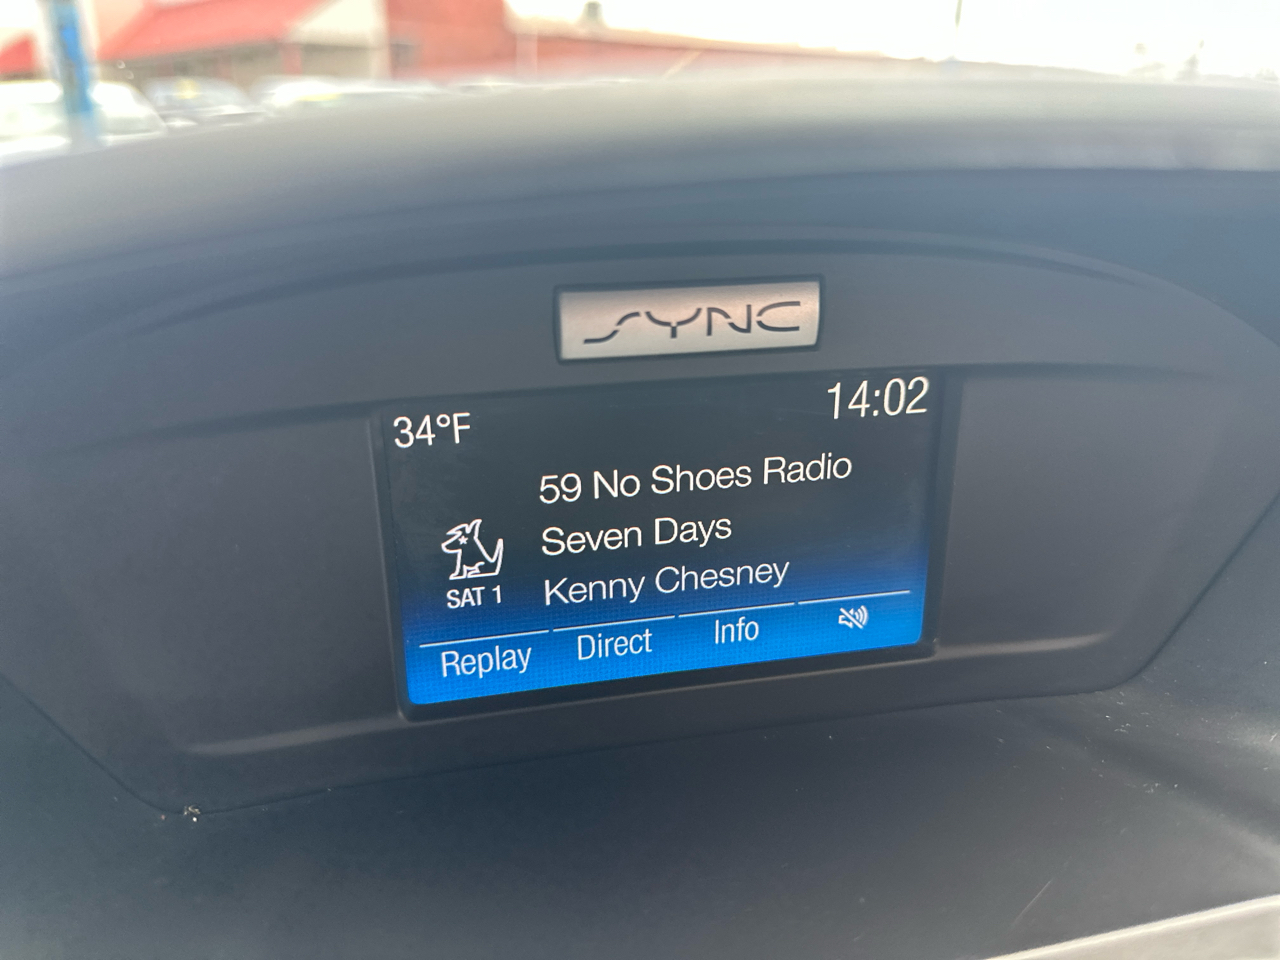 SYNC
34°F 14:02
59 No Shoes Radio
Seven Days
SAT 1 Kenny Chesney
Replay Direct Info